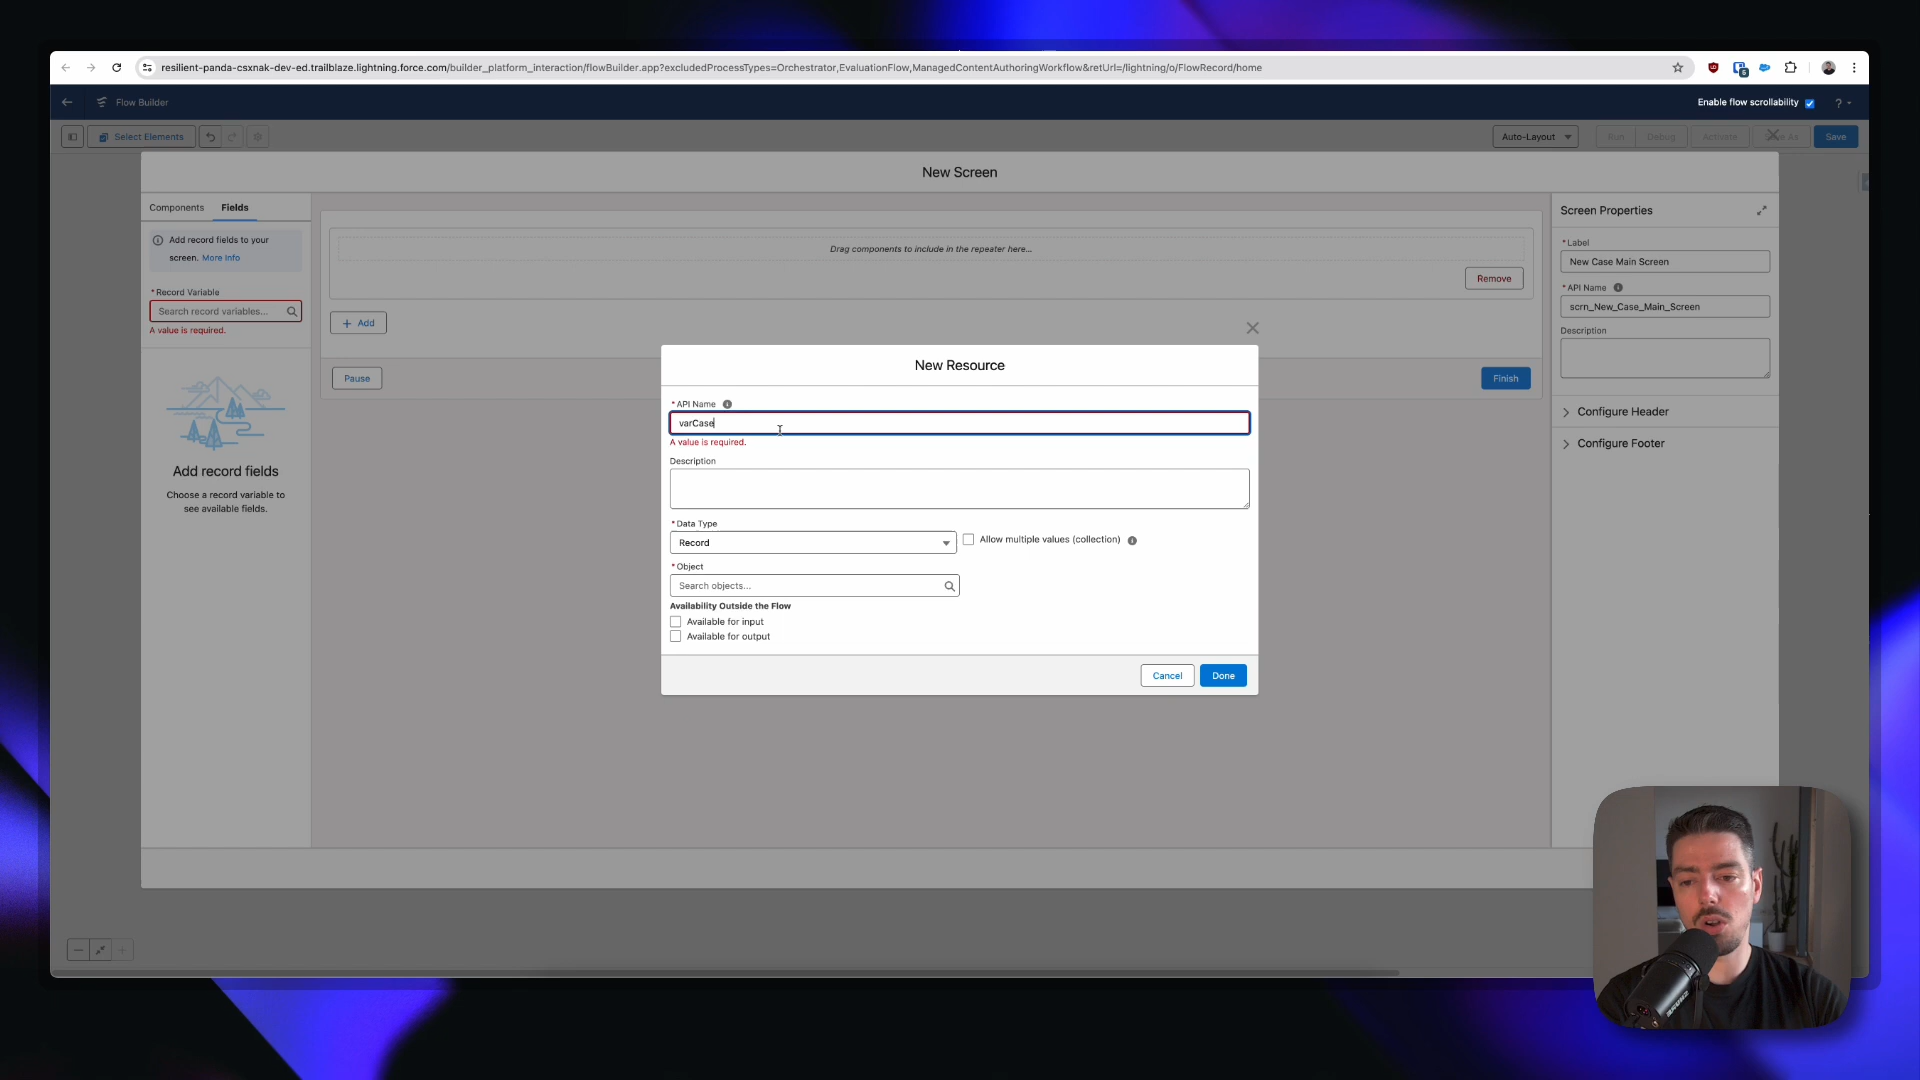 resilient-panda-csxnak-dev-ed.trailblaze.lightning.force.com/builder_platform_interaction/flowBuilder.app?excludedProcessTypes=Orchestrator,EvaluationFlow,ManagedContentAuthoringWorkflow&retUrl=/lightning/o/FlowRecord/home
Flow Builder
Enable flow scrollability
?
Select Elements
Auto-Layout
Run
Debug
Activate
Save
New Screen
Components
Fields
Add record fields to your
screen. More Info
* Record Variable
Search record variables...
A value is required.
Add record fields
Choose a record variable to
see available fields.
Drag components to include in the repeater here...
Remove
+ Add
Pause
Finish
New Resource
* API Name
varCase
A value is required.
Description
* Data Type
Record
Allow multiple values (collection)
* Object
Search objects...
Availability Outside the Flow
Available for input
Available for output
Cancel
Done
Screen Properties
* Label
New Case Main Screen
* API Name
scrn_New_Case_Main_Screen
Description
Configure Header
Configure Footer